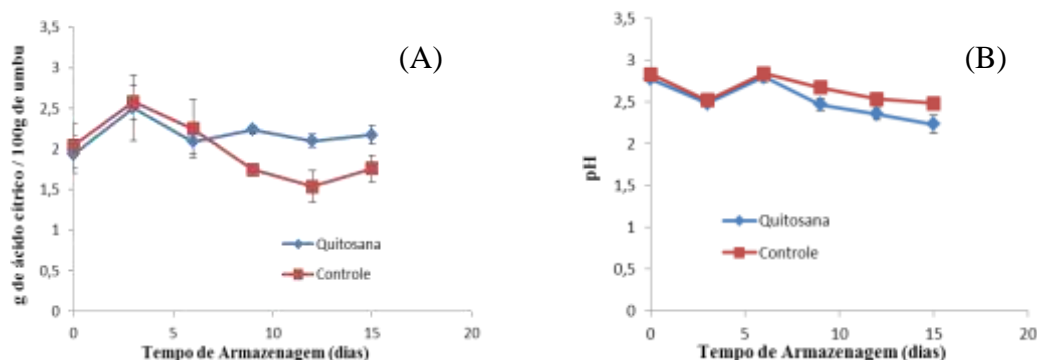 (A)
g de ácido cítrico / 100g de umbu
3,5
3
2,5
2
1,5
1
0,5
0
0 5 10 15 20
Quitosana
Controle
Tempo de Armazenagem (dias)
(B)
pH
3,5
3
2,5
2
1,5
1
0,5
0
0 5 10 15 20
Quitosana
Controle
Tempo de Armazenagem (dias)